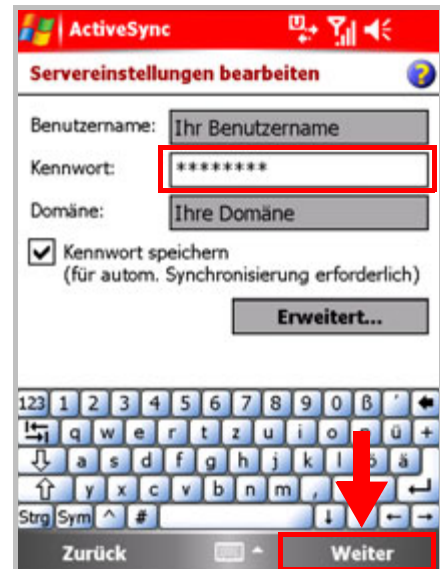 ActiveSync
Servereinstellungen bearbeiten ?
Benutzername: Ihr Benutzername
Kennwort: ********
Domäne: Ihre Domäne
Kennwort speichern
(für autom. Synchronisierung erforderlich)
Erweitert...
123 1 2 3 4 5 6 7 8 9 0 ß ´
q w e r t z u i o ü +
a s d f g h j k l ö ä
y x c v b n m ,
Strg Sym ^ #
Zurück Weiter